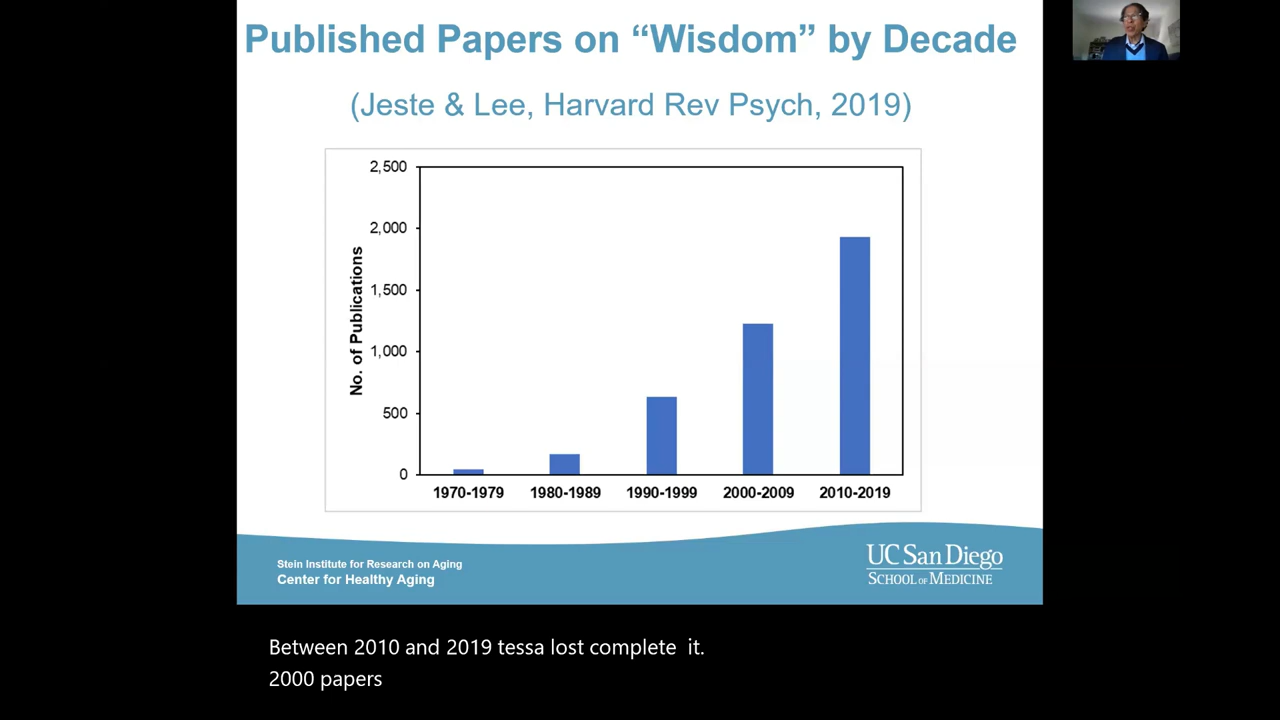 Published Papers on “Wisdom” by Decade
(Jeste & Lee, Harvard Rev Psych, 2019)
2,500
2,000
1,500
1,000
500
0
No. of Publications
1970-1979 1980-1989 1990-1999 2000-2009 2010-2019
Stein Institute for Research on Aging
Center for Healthy Aging
UC San Diego
SCHOOL OF MEDICINE
Between 2010 and 2019 tessa lost complete it.
2000 papers